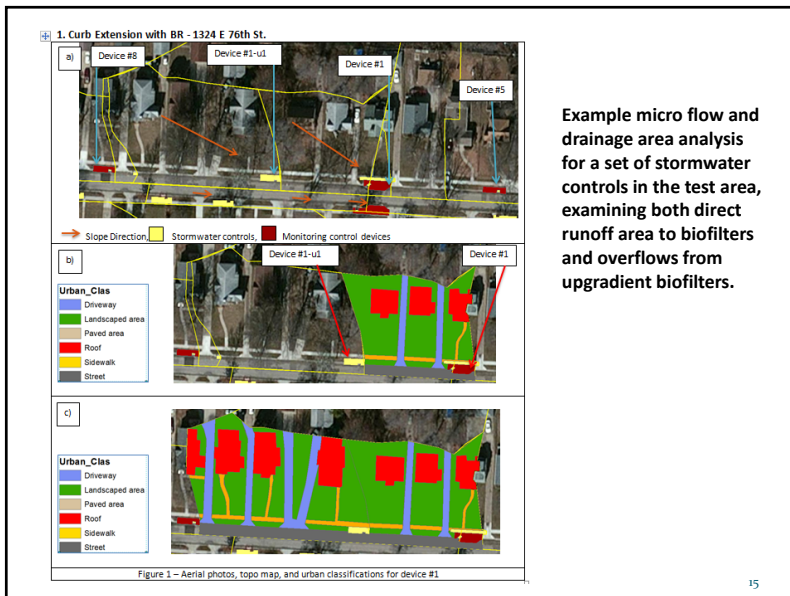 1. Curb Extension with BR - 1324 E 76th St.
a)
Device #8
Device #1-u1
Device #1
Device #5
Slope Direction, Stormwater controls, Monitoring control devices
b)
Device #1-u1
Device #1
Urban_Clas
Driveway
Landscaped area
Paved area
Roof
Sidewalk
Street
c)
Urban_Clas
Driveway
Landscaped area
Paved area
Roof
Sidewalk
Street
Figure 1 – Aerial photos, topo map, and urban classifications for device #1
Example micro flow and
drainage area analysis
for a set of stormwater
controls in the test area,
examining both direct
runoff area to biofilters
and overflows from
upgradient biofilters.
15